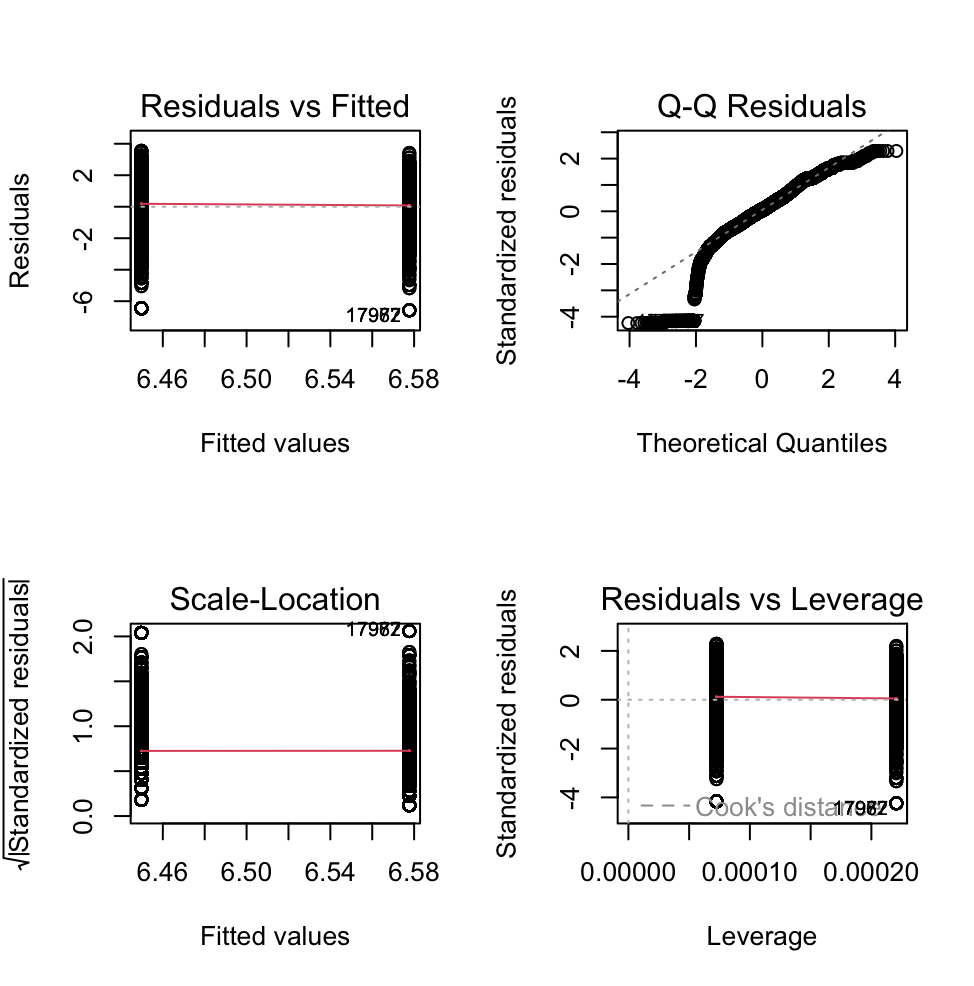 Residuals vs Fitted
Residuals
2
-2
-6
6.46 6.50 6.54 6.58
Fitted values
Q-Q Residuals
Standardized residuals
2
0
-2
-4
-4 -2 0 2 4
Theoretical Quantiles
Scale-Location
√|Standardized residuals|
2.0
1.0
0.0
6.46 6.50 6.54 6.58
Fitted values
Residuals vs Leverage
Standardized residuals
2
0
-2
-4
Cook's distance
0.00000 0.00010 0.00020
Leverage